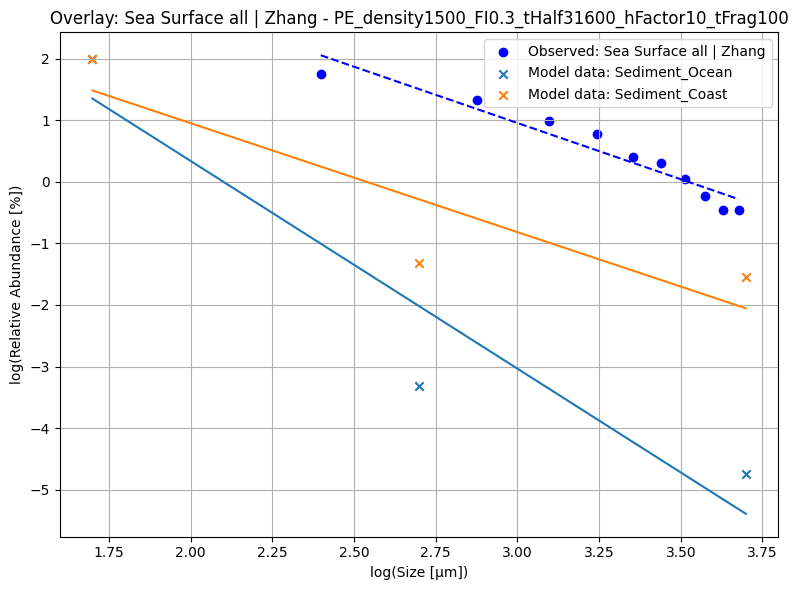 Overlay: Sea Surface all | Zhang - PE_density1500_FI0.3_tHalf31600_hFactor10_tFrag100
Observed: Sea Surface all | Zhang
Model data: Sediment_Ocean
Model data: Sediment_Coast
log(Relative Abundance [%])
2
1
0
−1
−2
−3
−4
−5
1.75 2.00 2.25 2.50 2.75 3.00 3.25 3.50 3.75
log(Size [μm])